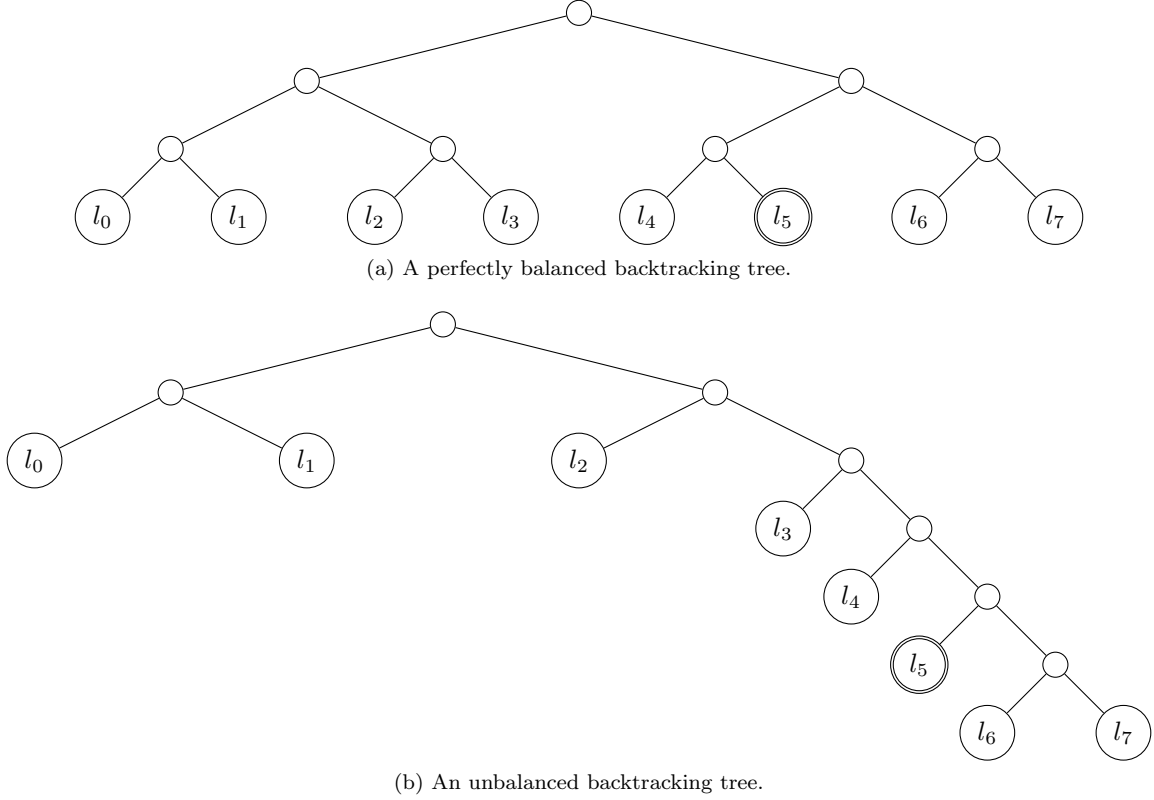 l₀ l₁ l₂ l₃ l₄ l₅ l₆ l₇
(a) A perfectly balanced backtracking tree.
l₀ l₁ l₂
l₃
l₄
l₅
l₆ l₇
(b) An unbalanced backtracking tree.